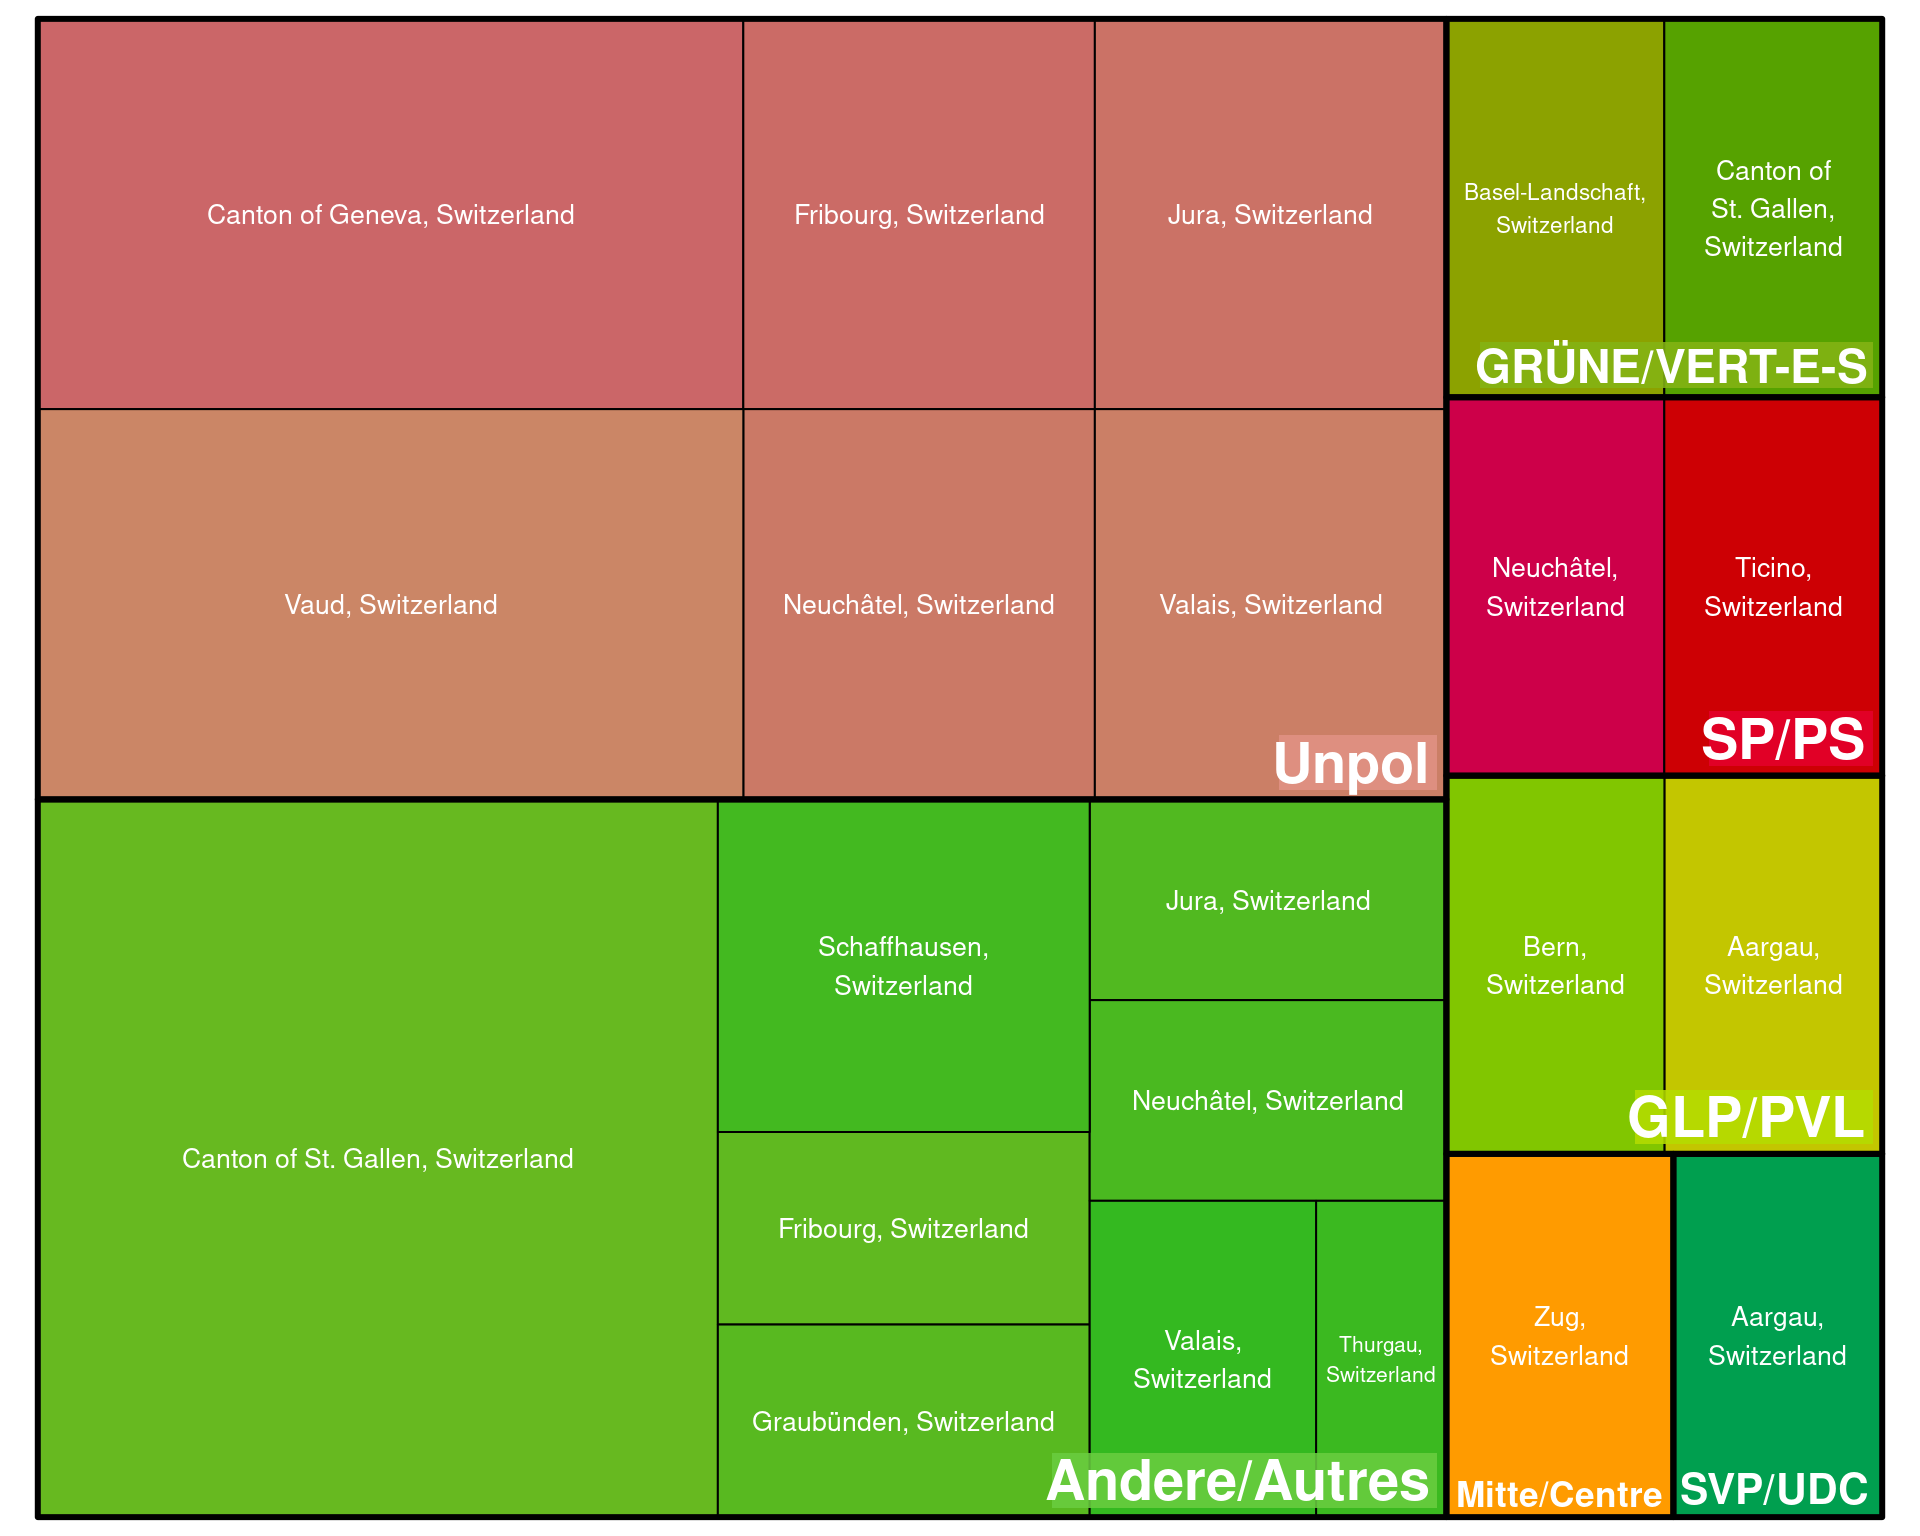 Canton of Geneva, Switzerland
Fribourg, Switzerland
Jura, Switzerland
Vaud, Switzerland
Neuchâtel, Switzerland
Valais, Switzerland
Unpol
Canton of St. Gallen, Switzerland
Schaffhausen,
Switzerland
Fribourg, Switzerland
Graubünden, Switzerland
Jura, Switzerland
Neuchâtel, Switzerland
Valais,
Switzerland
Thurgau,
Switzerland
Andere/Autres
Basel-Landschaft,
Switzerland
Canton of
St. Gallen,
Switzerland
GRÜNE/VERT-E-S
Neuchâtel,
Switzerland
Ticino,
Switzerland
SP/PS
Bern,
Switzerland
Aargau,
Switzerland
GLP/PVL
Zug,
Switzerland
Mitte/Centre
Aargau,
Switzerland
SVP/UDC